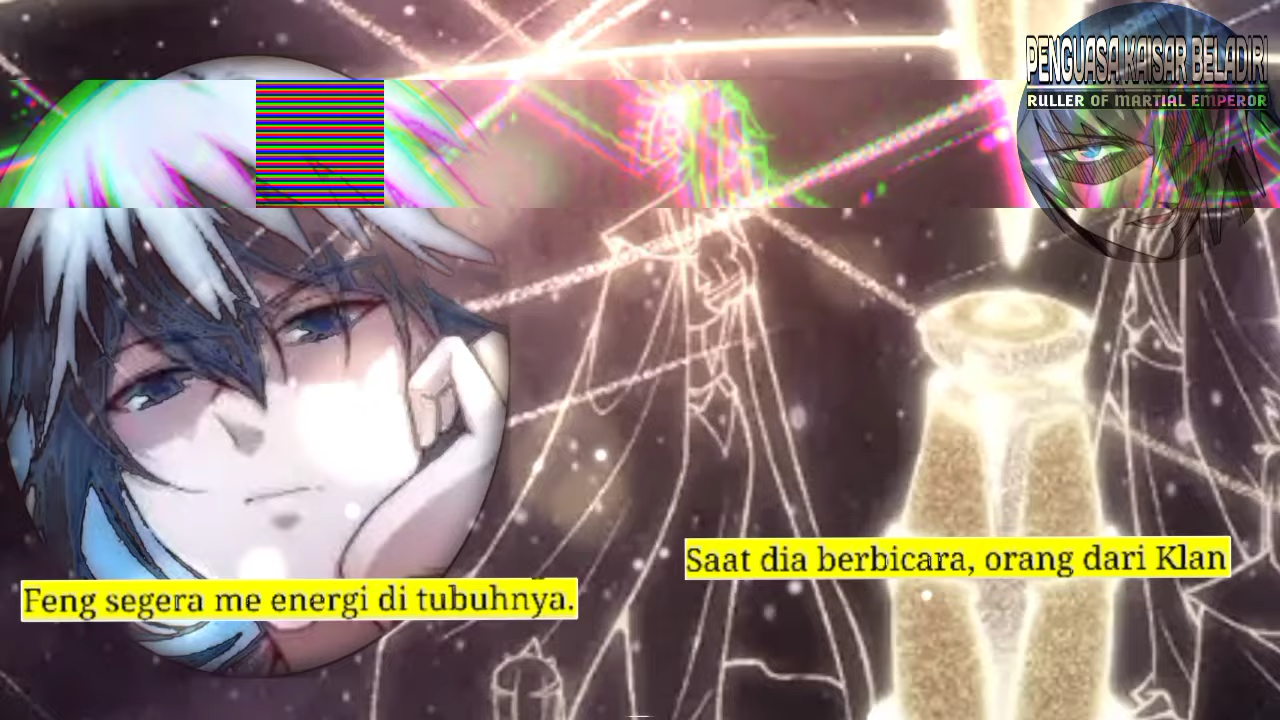 PENGUASA KAISAR BELADIRI
RULLER OF MARTIAL EMPEROR
Saat dia berbicara, orang dari Klan
Feng segera me energi di tubuhnya.